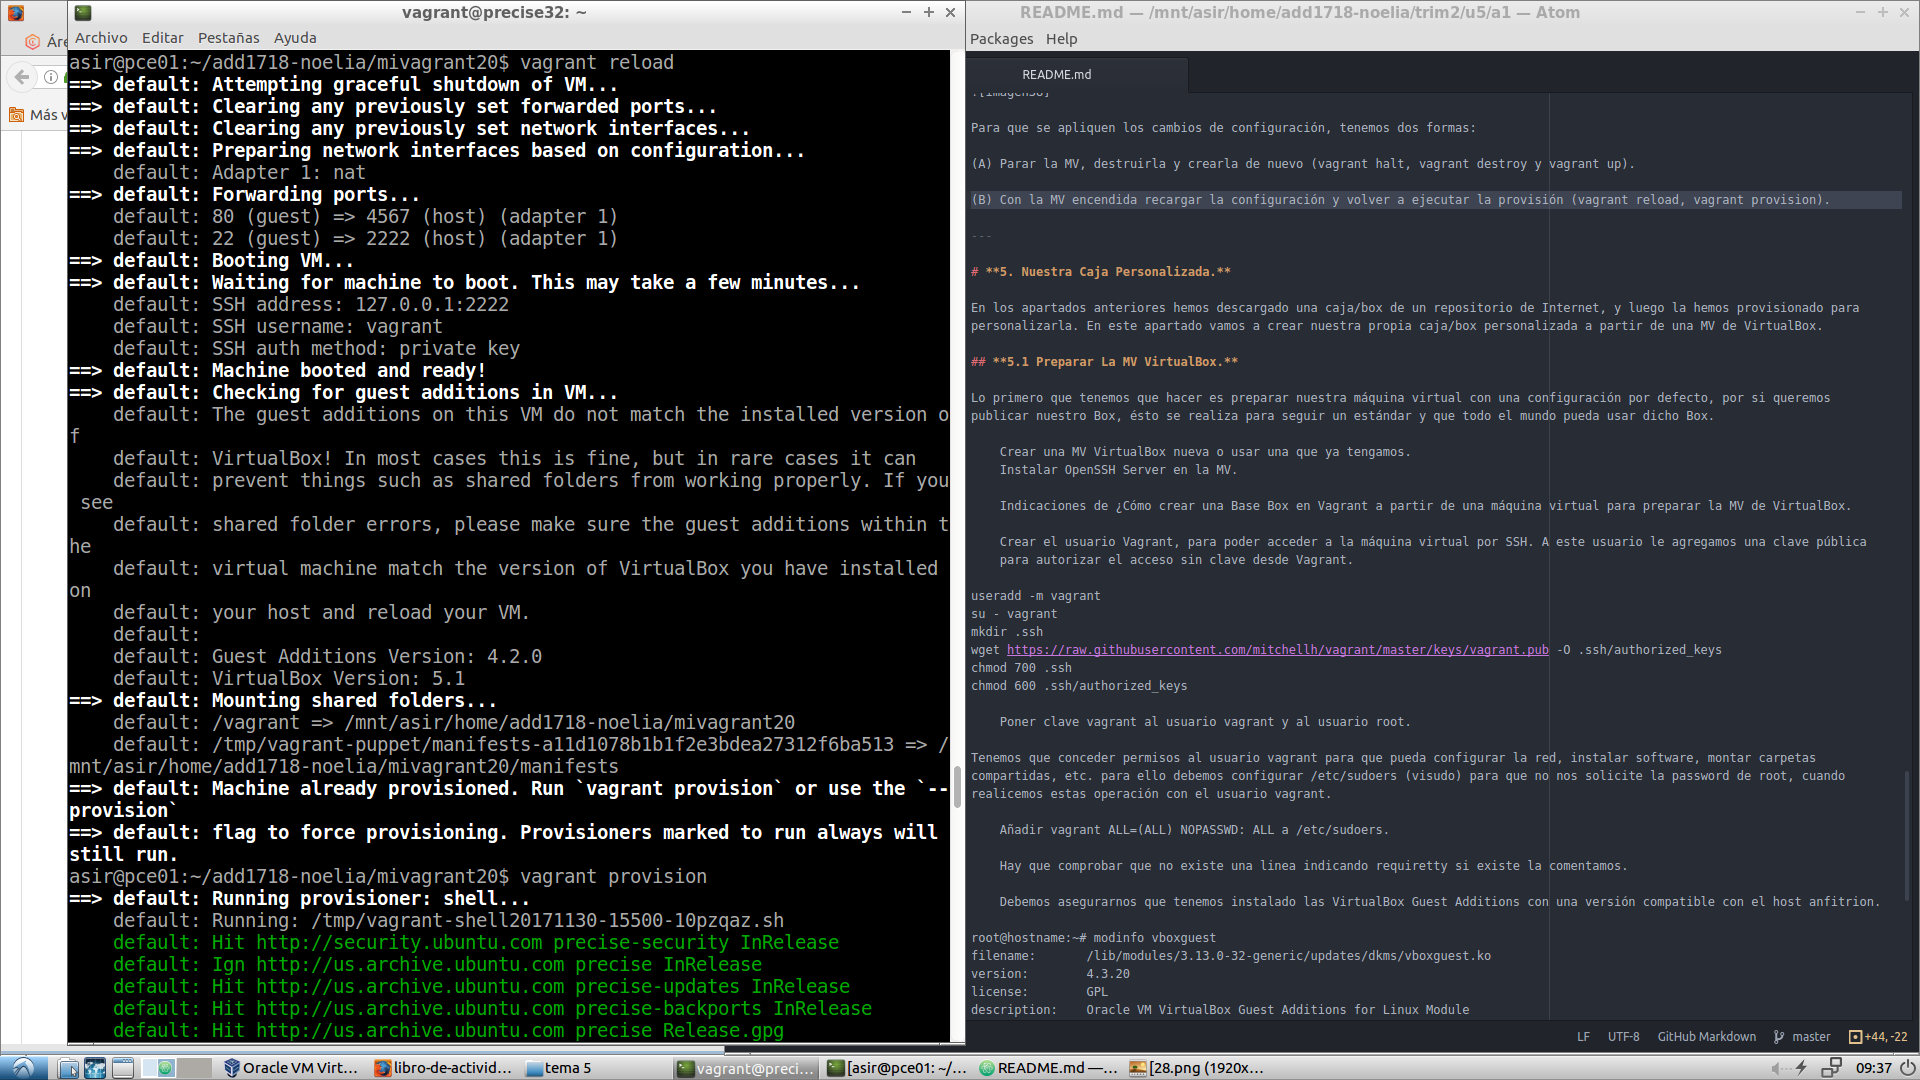 vagrant@precise32: ~
Archivo Editar Pestañas Ayuda
Más v
asir@pce01:~/add1718-noelia/mivagrant20$ vagrant reload
==> default: Attempting graceful shutdown of VM...
==> default: Clearing any previously set forwarded ports...
==> default: Clearing any previously set network interfaces...
==> default: Preparing network interfaces based on configuration...
    default: Adapter 1: nat
==> default: Forwarding ports...
    default: 80 (guest) => 4567 (host) (adapter 1)
    default: 22 (guest) => 2222 (host) (adapter 1)
==> default: Booting VM...
==> default: Waiting for machine to boot. This may take a few minutes...
    default: SSH address: 127.0.0.1:2222
    default: SSH username: vagrant
    default: SSH auth method: private key
==> default: Machine booted and ready!
==> default: Checking for guest additions in VM...
    default: The guest additions on this VM do not match the installed version o
f
    default: VirtualBox! In most cases this is fine, but in rare cases it can
    default: prevent things such as shared folders from working properly. If you
 see
    default: shared folder errors, please make sure the guest additions within t
he
    default: virtual machine match the version of VirtualBox you have installed
on
    default: your host and reload your VM.
    default:
    default: Guest Additions Version: 4.2.0
    default: VirtualBox Version: 5.1
==> default: Mounting shared folders...
    default: /vagrant => /mnt/asir/home/add1718-noelia/mivagrant20
    default: /tmp/vagrant-puppet/manifests-a11d1078b1b1f2e3bdea27312f6ba513 => /
mnt/asir/home/add1718-noelia/mivagrant20/manifests
==> default: Machine already provisioned. Run `vagrant provision` or use the `--
provision`
==> default: flag to force provisioning. Provisioners marked to run always will
still run.
asir@pce01:~/add1718-noelia/mivagrant20$ vagrant provision
==> default: Running provisioner: shell...
    default: Running: /tmp/vagrant-shell20171130-15500-10pzqaz.sh
    default: Hit http://security.ubuntu.com precise-security InRelease
    default: Ign http://us.archive.ubuntu.com precise InRelease
    default: Hit http://us.archive.ubuntu.com precise-updates InRelease
    default: Hit http://us.archive.ubuntu.com precise-backports InRelease
    default: Hit http://us.archive.ubuntu.com precise Release.gpg
README.md — /mnt/asir/home/add1718-noelia/trim2/u5/a1 — Atom
Packages Help
README.md
Para que se apliquen los cambios de configuración, tenemos dos formas:
(A) Parar la MV, destruirla y crearla de nuevo (vagrant halt, vagrant destroy y vagrant up).
(B) Con la MV encendida recargar la configuración y volver a ejecutar la provisión (vagrant reload, vagrant provision).
---
# **5. Nuestra Caja Personalizada.**
En los apartados anteriores hemos descargado una caja/box de un repositorio de Internet, y luego la hemos provisionado para
personalizarla. En este apartado vamos a crear nuestra propia caja/box personalizada a partir de una MV de VirtualBox.
## **5.1 Preparar La MV VirtualBox.**
Lo primero que tenemos que hacer es preparar nuestra máquina virtual con una configuración por defecto, por si queremos
publicar nuestro Box, ésto se realiza para seguir un estándar y que todo el mundo pueda usar dicho Box.
    Crear una MV VirtualBox nueva o usar una que ya tengamos.
    Instalar OpenSSH Server en la MV.
    Indicaciones de ¿Cómo crear una Base Box en Vagrant a partir de una máquina virtual para preparar la MV de VirtualBox.
    Crear el usuario Vagrant, para poder acceder a la máquina virtual por SSH. A este usuario le agregamos una clave pública
    para autorizar el acceso sin clave desde Vagrant.
useradd -m vagrant
su - vagrant
mkdir .ssh
wget https://raw.githubusercontent.com/mitchellh/vagrant/master/keys/vagrant.pub -O .ssh/authorized_keys
chmod 700 .ssh
chmod 600 .ssh/authorized_keys
    Poner clave vagrant al usuario vagrant y al usuario root.
Tenemos que conceder permisos al usuario vagrant para que pueda configurar la red, instalar software, montar carpetas
compartidas, etc. para ello debemos configurar /etc/sudoers (visudo) para que no nos solicite la password de root, cuando
realicemos estas operación con el usuario vagrant.
    Añadir vagrant ALL=(ALL) NOPASSWD: ALL a /etc/sudoers.
    Hay que comprobar que no existe una linea indicando requiretty si existe la comentamos.
    Debemos asegurarnos que tenemos instalado las VirtualBox Guest Additions con una versión compatible con el host anfitrion.
root@hostname:~# modinfo vboxguest
filename:       /lib/modules/3.13.0-32-generic/updates/dkms/vboxguest.ko
version:        4.3.20
license:        GPL
description:    Oracle VM VirtualBox Guest Additions for Linux Module
LF UTF-8 GitHub Markdown master +44, -22
Oracle VM Virt... libro-de-activid... tema 5 vagrant@preci... [asir@pce01: ~/... README.md —... [28.png (1920x... 09:37